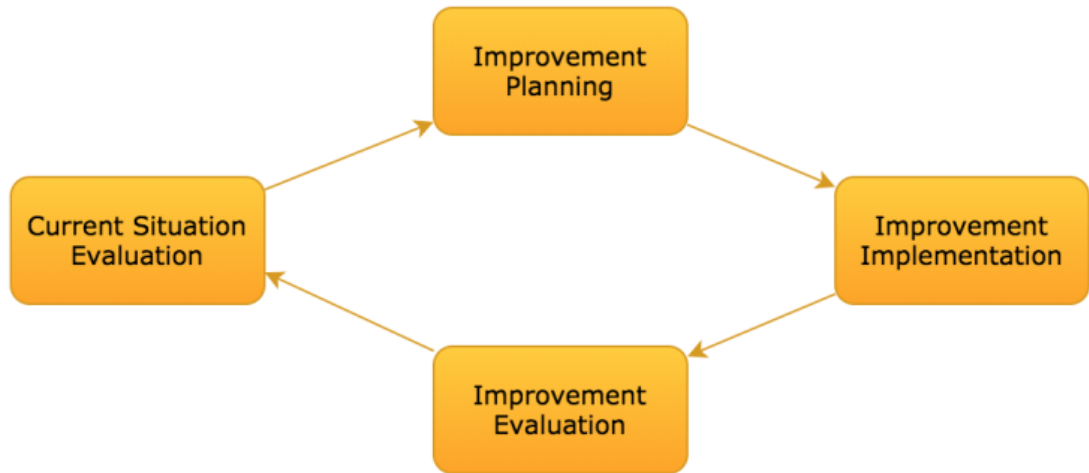 Improvement
Planning
Current Situation
Evaluation
Improvement
Implementation
Improvement
Evaluation